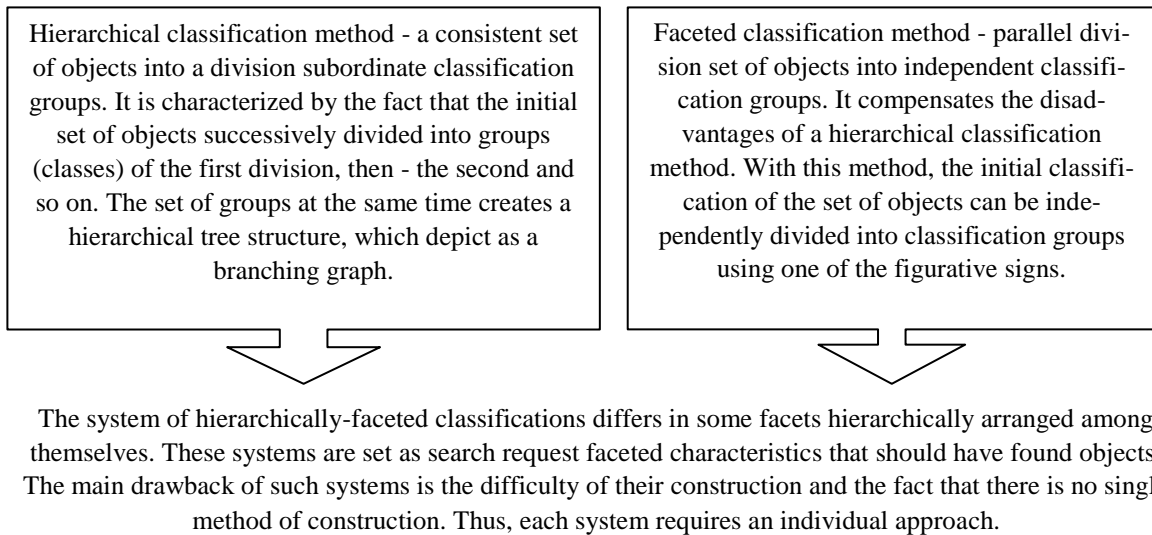 Hierarchical classification method - a consistent set
of objects into a division subordinate classification
groups. It is characterized by the fact that the initial
set of objects successively divided into groups
(classes) of the first division, then - the second and
so on. The set of groups at the same time creates a
hierarchical tree structure, which depict as a
branching graph.
Faceted classification method - parallel divi-
sion set of objects into independent classifi-
cation groups. It compensates the disad-
vantages of a hierarchical classification
method. With this method, the initial classifi-
cation of the set of objects can be inde-
pendently divided into classification groups
using one of the figurative signs.
The system of hierarchically-faceted classifications differs in some facets hierarchically arranged among
themselves. These systems are set as search request faceted characteristics that should have found objects
The main drawback of such systems is the difficulty of their construction and the fact that there is no singl
method of construction. Thus, each system requires an individual approach.